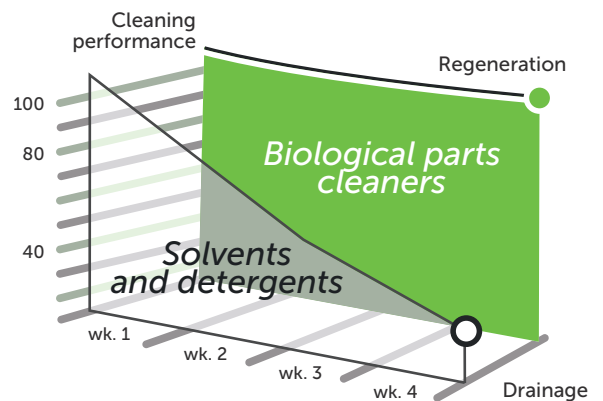 Cleaning
performance
Regeneration
100
80
40
Biological parts
cleaners
Solvents
and detergents
wk. 1
wk. 2
wk. 3
wk. 4
Drainage